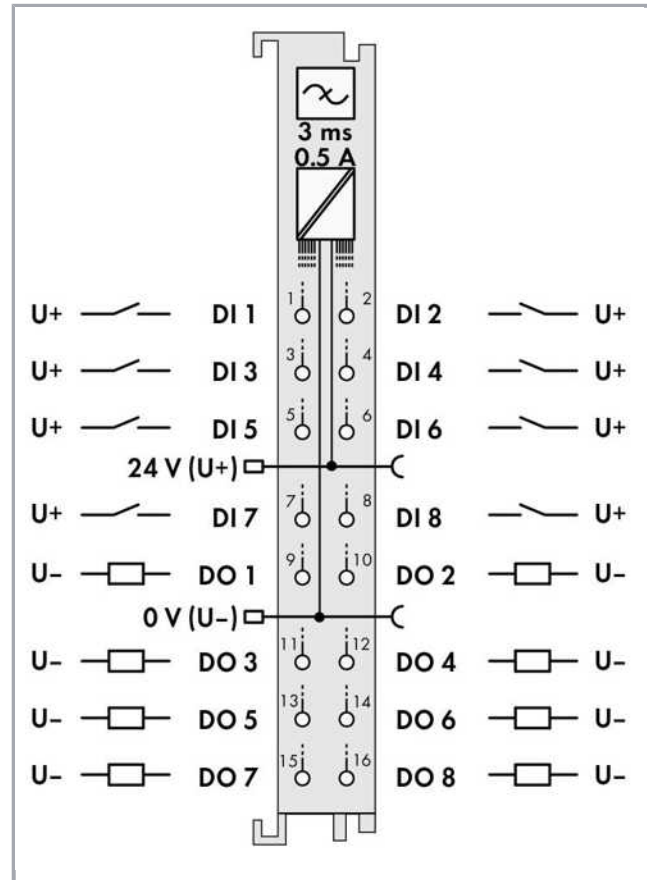 3 ms
0.5 A
U+ DI 1 1 2 DI 2 U+
U+ DI 3 3 4 DI 4 U+
U+ DI 5 5 6 DI 6 U+
24 V (U+)
U+ DI 7 7 8 DI 8 U+
U– DO 1 9 10 DO 2 U–
0 V (U–)
U– DO 3 11 12 DO 4 U–
U– DO 5 13 14 DO 6 U–
U– DO 7 15 16 DO 8 U–